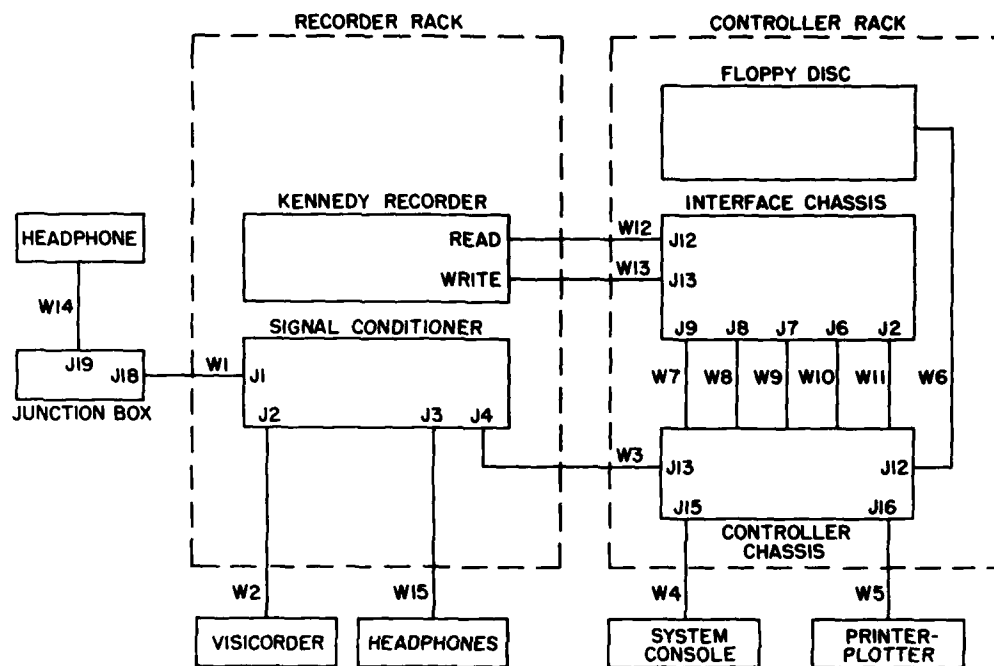 RECORDER RACK
CONTROLLER RACK
FLOPPY DISC
KENNEDY RECORDER
INTERFACE CHASSIS
HEADPHONE
READ
W12
J12
WRITE
W13
J13
W14
SIGNAL CONDITIONER
J9 J8 J7 J6 J2
J19
J18
W1
J1
W7 W8 W9 W10 W11 W6
JUNCTION BOX
J2 J3 J4
W3
J13
J12
J15 J16
CONTROLLER
CHASSIS
W2
W15
W4
W5
VISICORDER
HEADPHONES
SYSTEM
CONSOLE
PRINTER-
PLOTTER